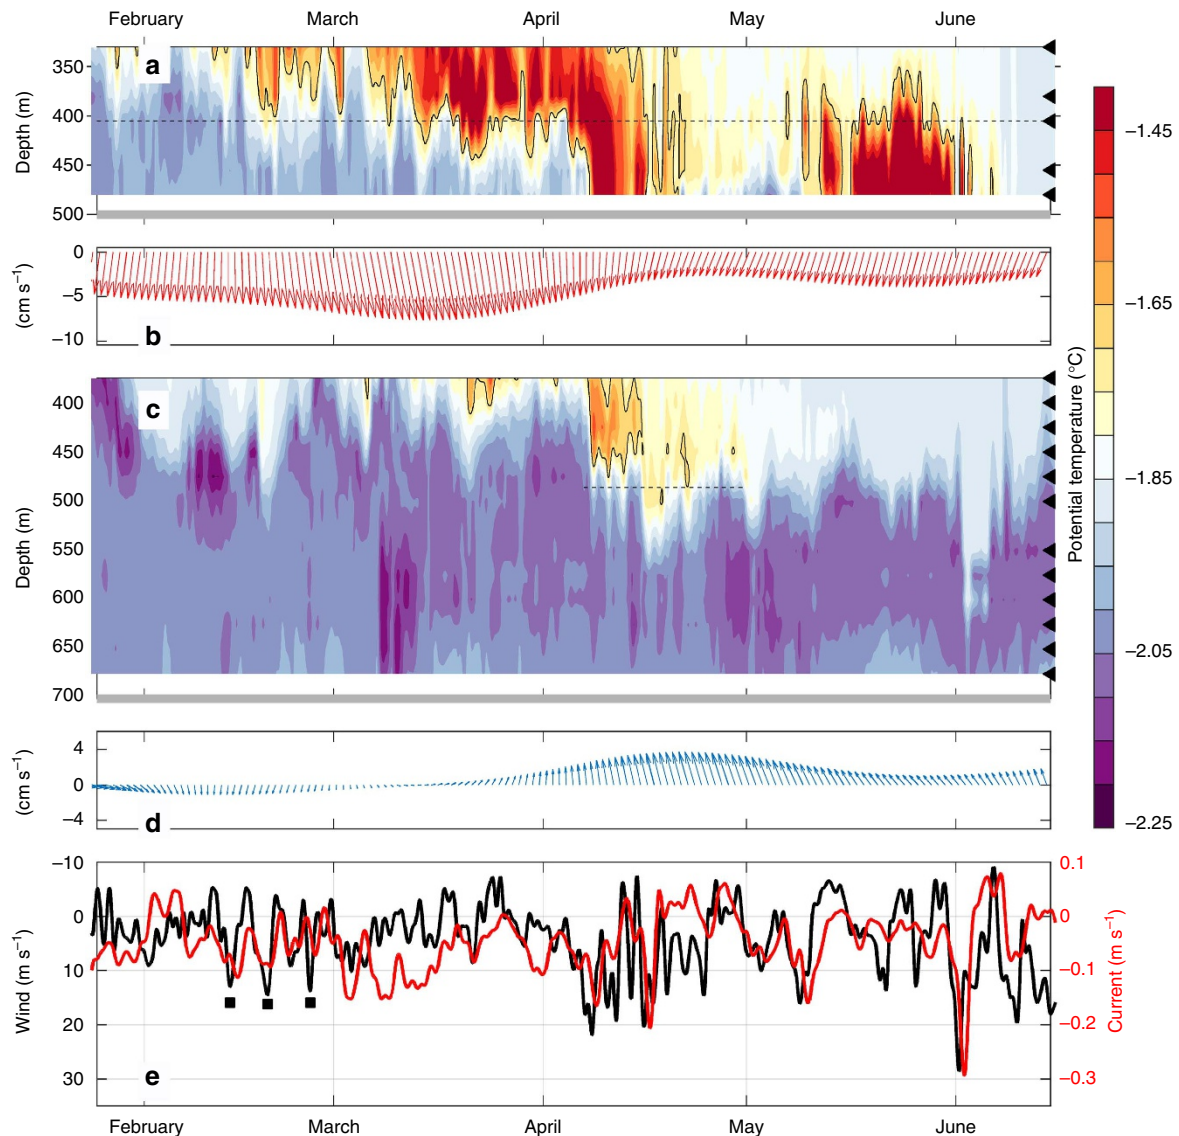 February March April May June
a
350
400
450
500
Depth (m)
0
−5
−10
(cm s⁻¹)
b
c
400
450
500
550
600
650
700
Depth (m)
−1.45
−1.65
−1.85
−2.05
−2.25
Potential temperature (°C)
4
0
−4
(cm s⁻¹)
d
−10
0
10
20
30
Wind (m s⁻¹)
e
0.1
0
−0.1
−0.2
−0.3
Current (m s⁻¹)
February March April May June